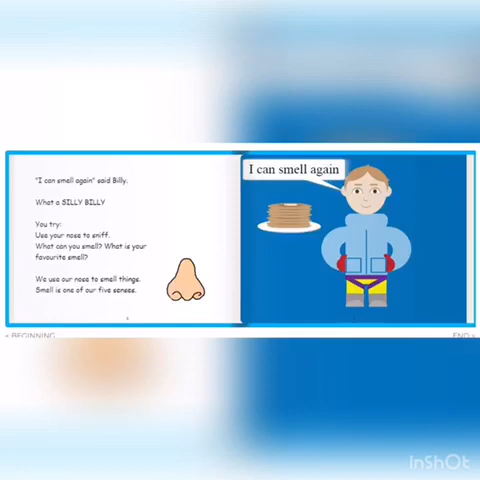 "I can smell again" said Billy.
What a SILLY BILLY
You try:
Use your nose to sniff.
What can you smell? What is your
favourite smell?
We use our nose to smell things.
Smell is one of our five senses.
I can smell again
< BEGINNING
END >
InShOt